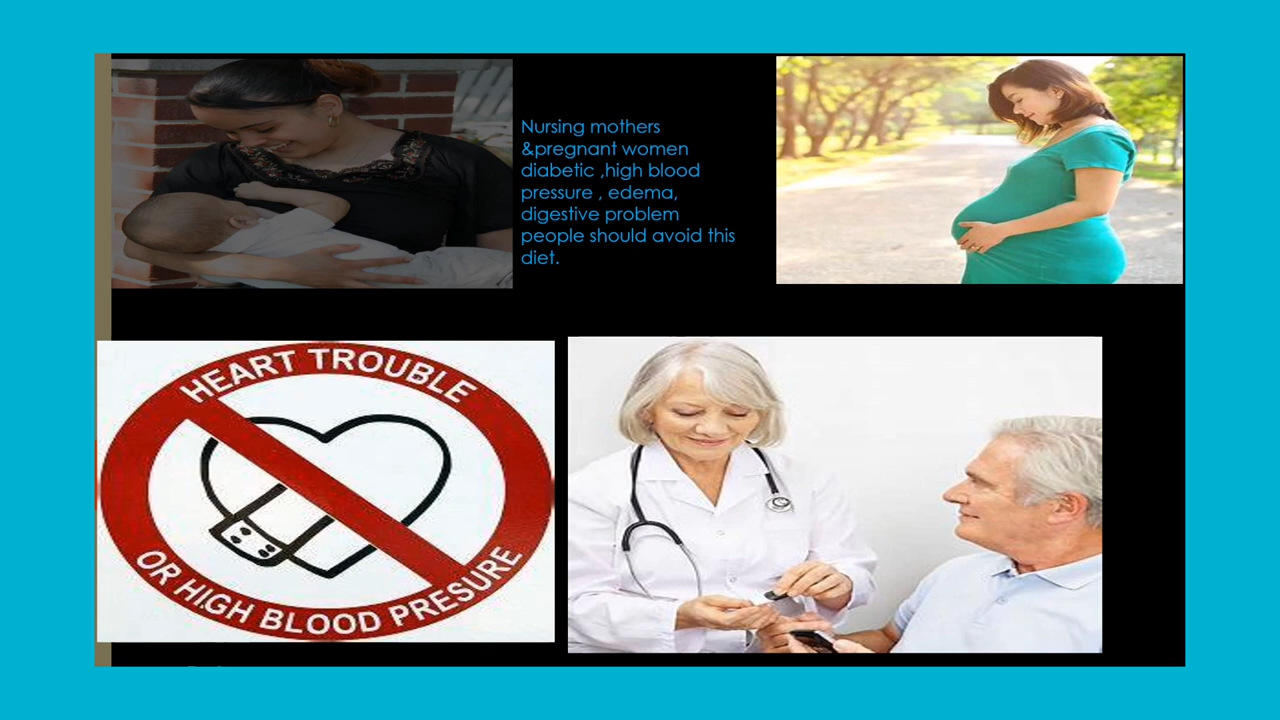 Nursing mothers
&pregnant women
diabetic ,high blood
pressure , edema,
digestive problem
people should avoid this
diet.
HEART TROUBLE
OR HIGH BLOOD PRESURE